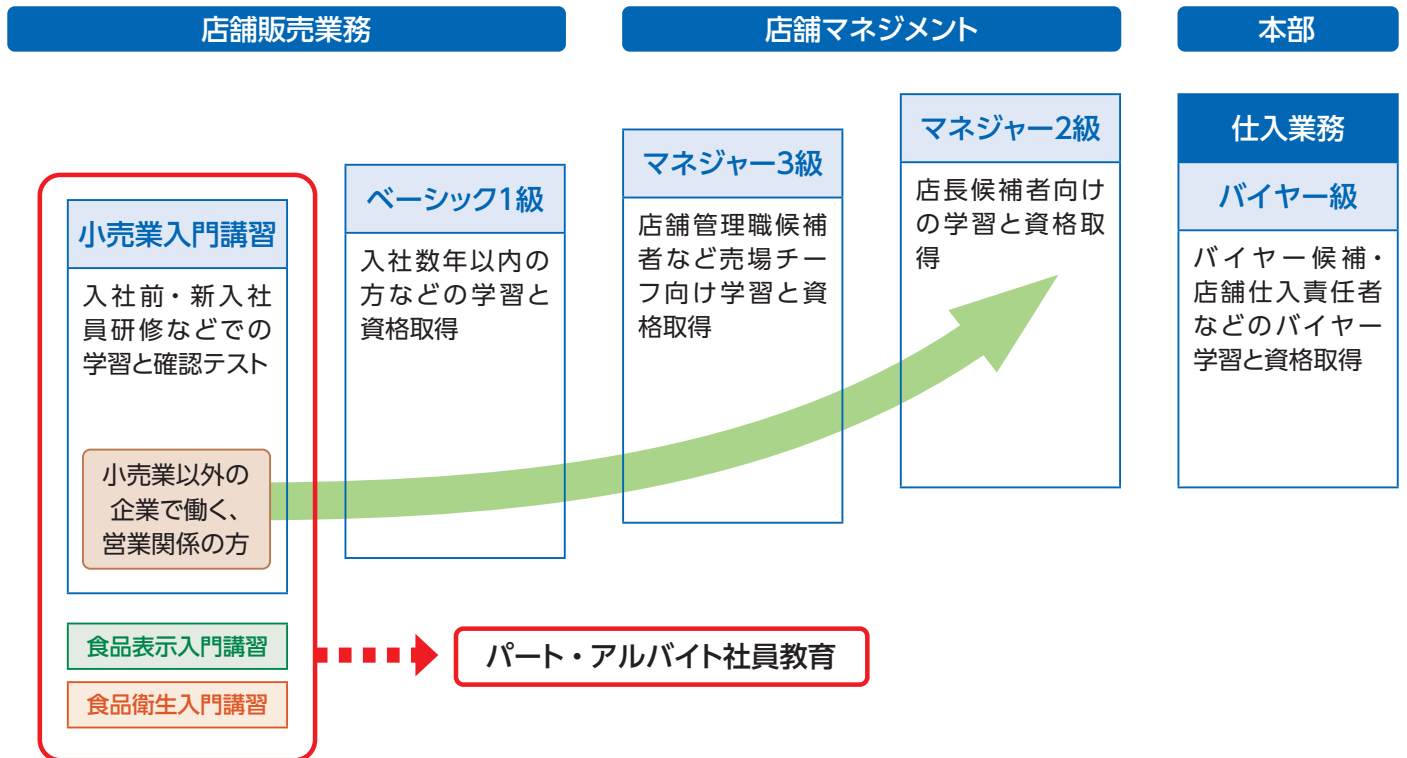 店舗販売業務
店舗マネジメント
本部
小売業入門講習
入社前・新入社
員研修などでの
学習と確認テスト
小売業以外の
企業で働く、
営業関係の方
食品表示入門講習
食品衛生入門講習
ベーシック1級
入社数年以内の
方などの学習と
資格取得
マネジャー3級
店舗管理職候補
者など売場チー
フ向け学習と資
格取得
マネジャー2級
店長候補者向け
の学習と資格取
得
仕入業務
バイヤー級
バイヤー候補・
店舗仕入責任者
などのバイヤー
学習と資格取得
パート・アルバイト社員教育